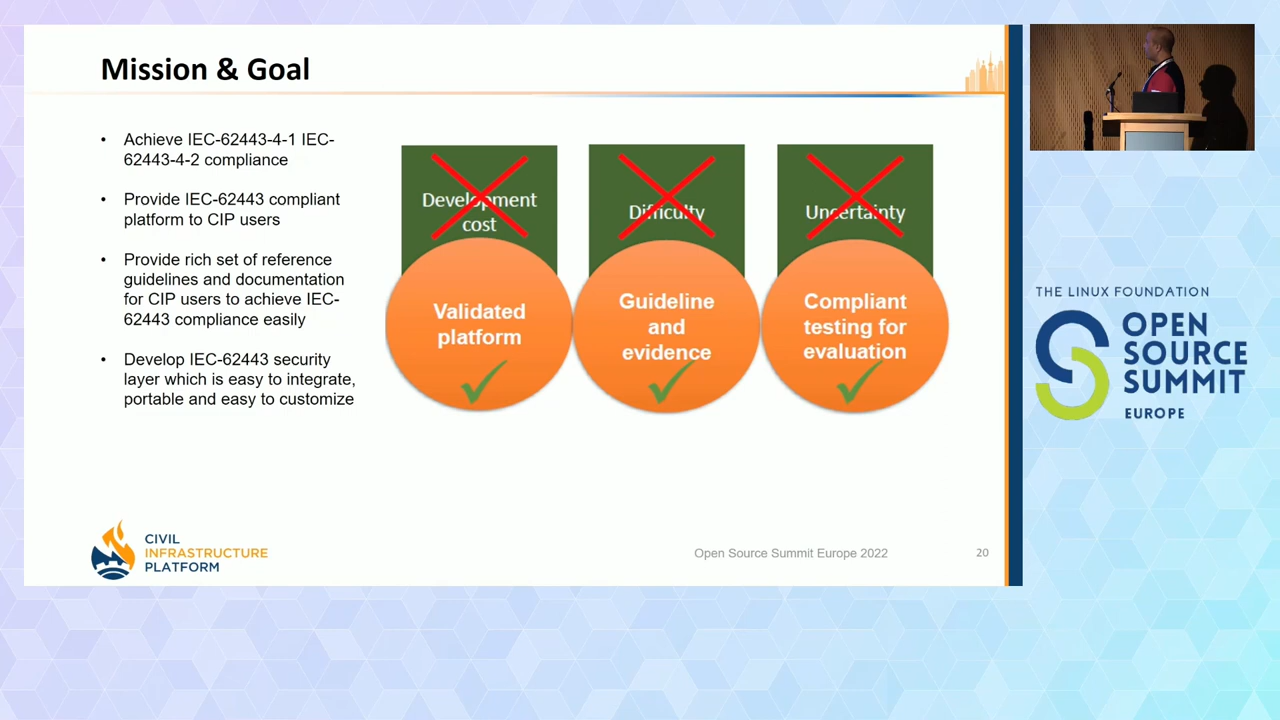 Mission & Goal
• Achieve IEC-62443-4-1 IEC-
62443-4-2 compliance
• Provide IEC-62443 compliant
platform to CIP users
• Provide rich set of reference
guidelines and documentation
for CIP users to achieve IEC-
62443 compliance easily
• Develop IEC-62443 security
layer which is easy to integrate,
portable and easy to customize
Development
cost
Validated
platform
Difficulty
Guideline
and
evidence
Uncertainty
Compliant
testing for
evaluation
CIVIL
INFRASTRUCTURE
PLATFORM
Open Source Summit Europe 2022
20
THE LINUX FOUNDATION
OPEN
SOURCE
SUMMIT
EUROPE